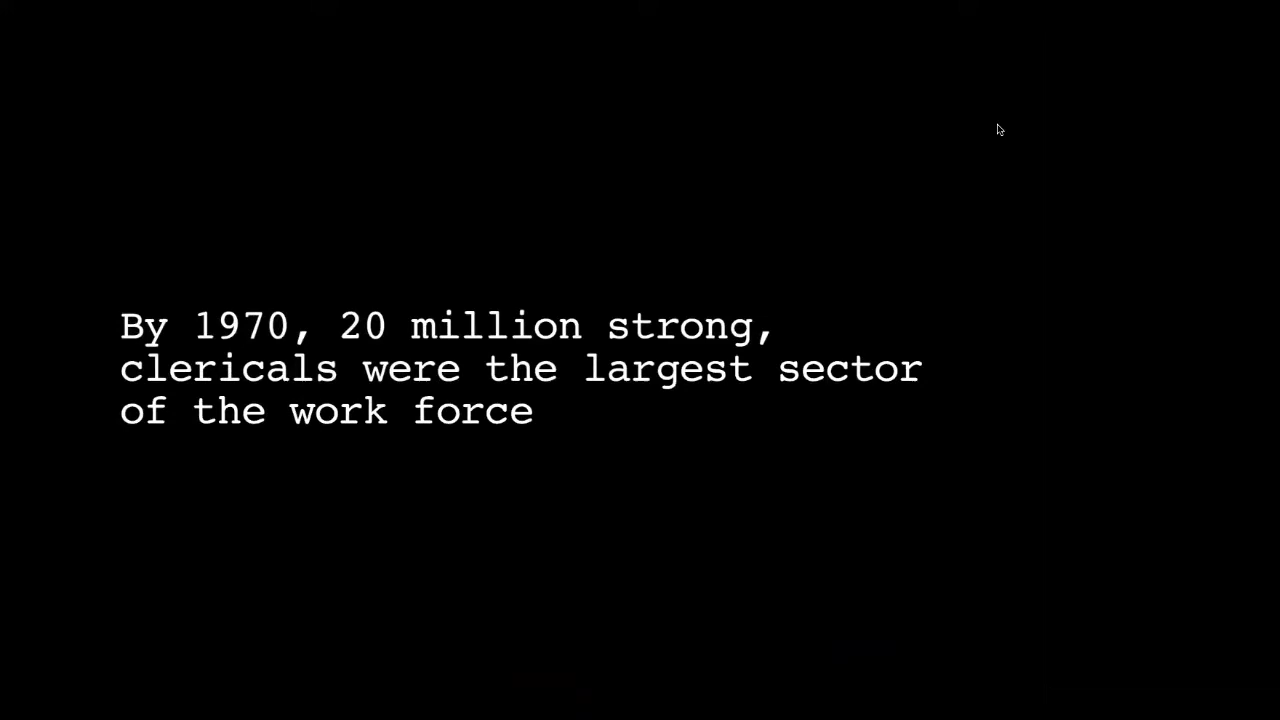 By 1970, 20 million strong,
clericals were the largest sector
of the work force